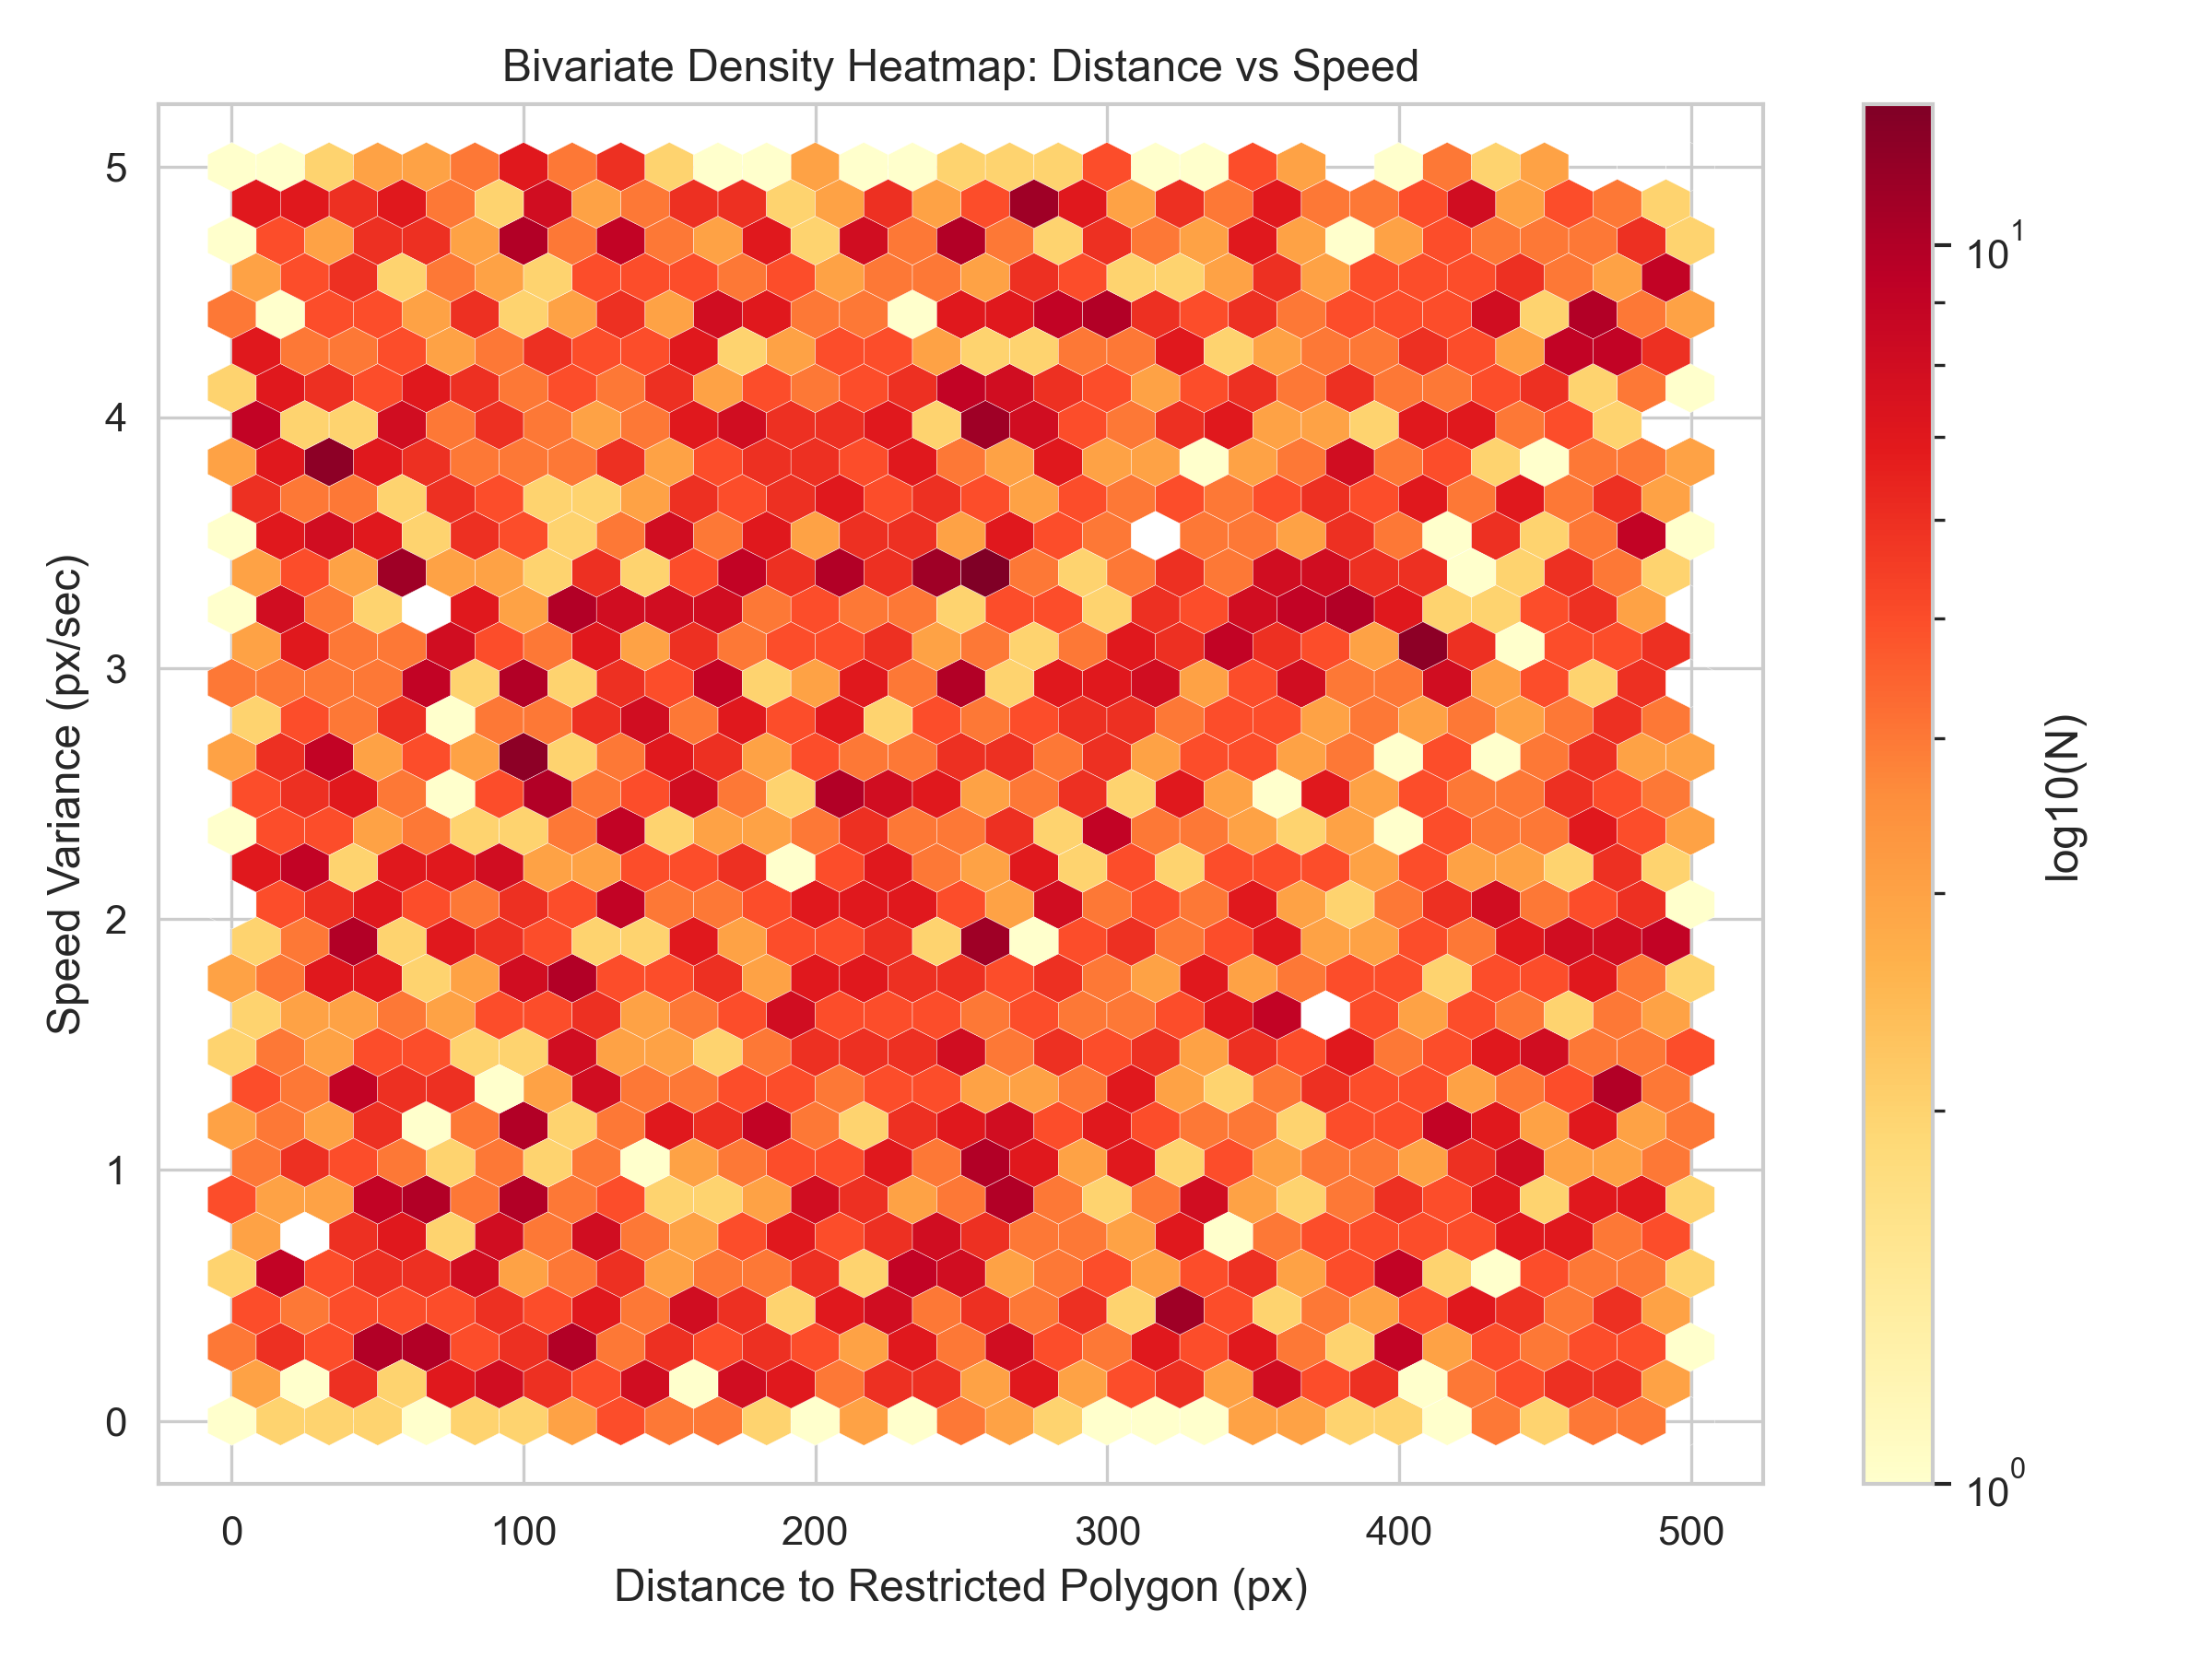 Bivariate Density Heatmap: Distance vs Speed
5
4
3
2
1
0
Speed Variance (px/sec)
0 100 200 300 400 500
Distance to Restricted Polygon (px)
10^1
10^0
log10(N)